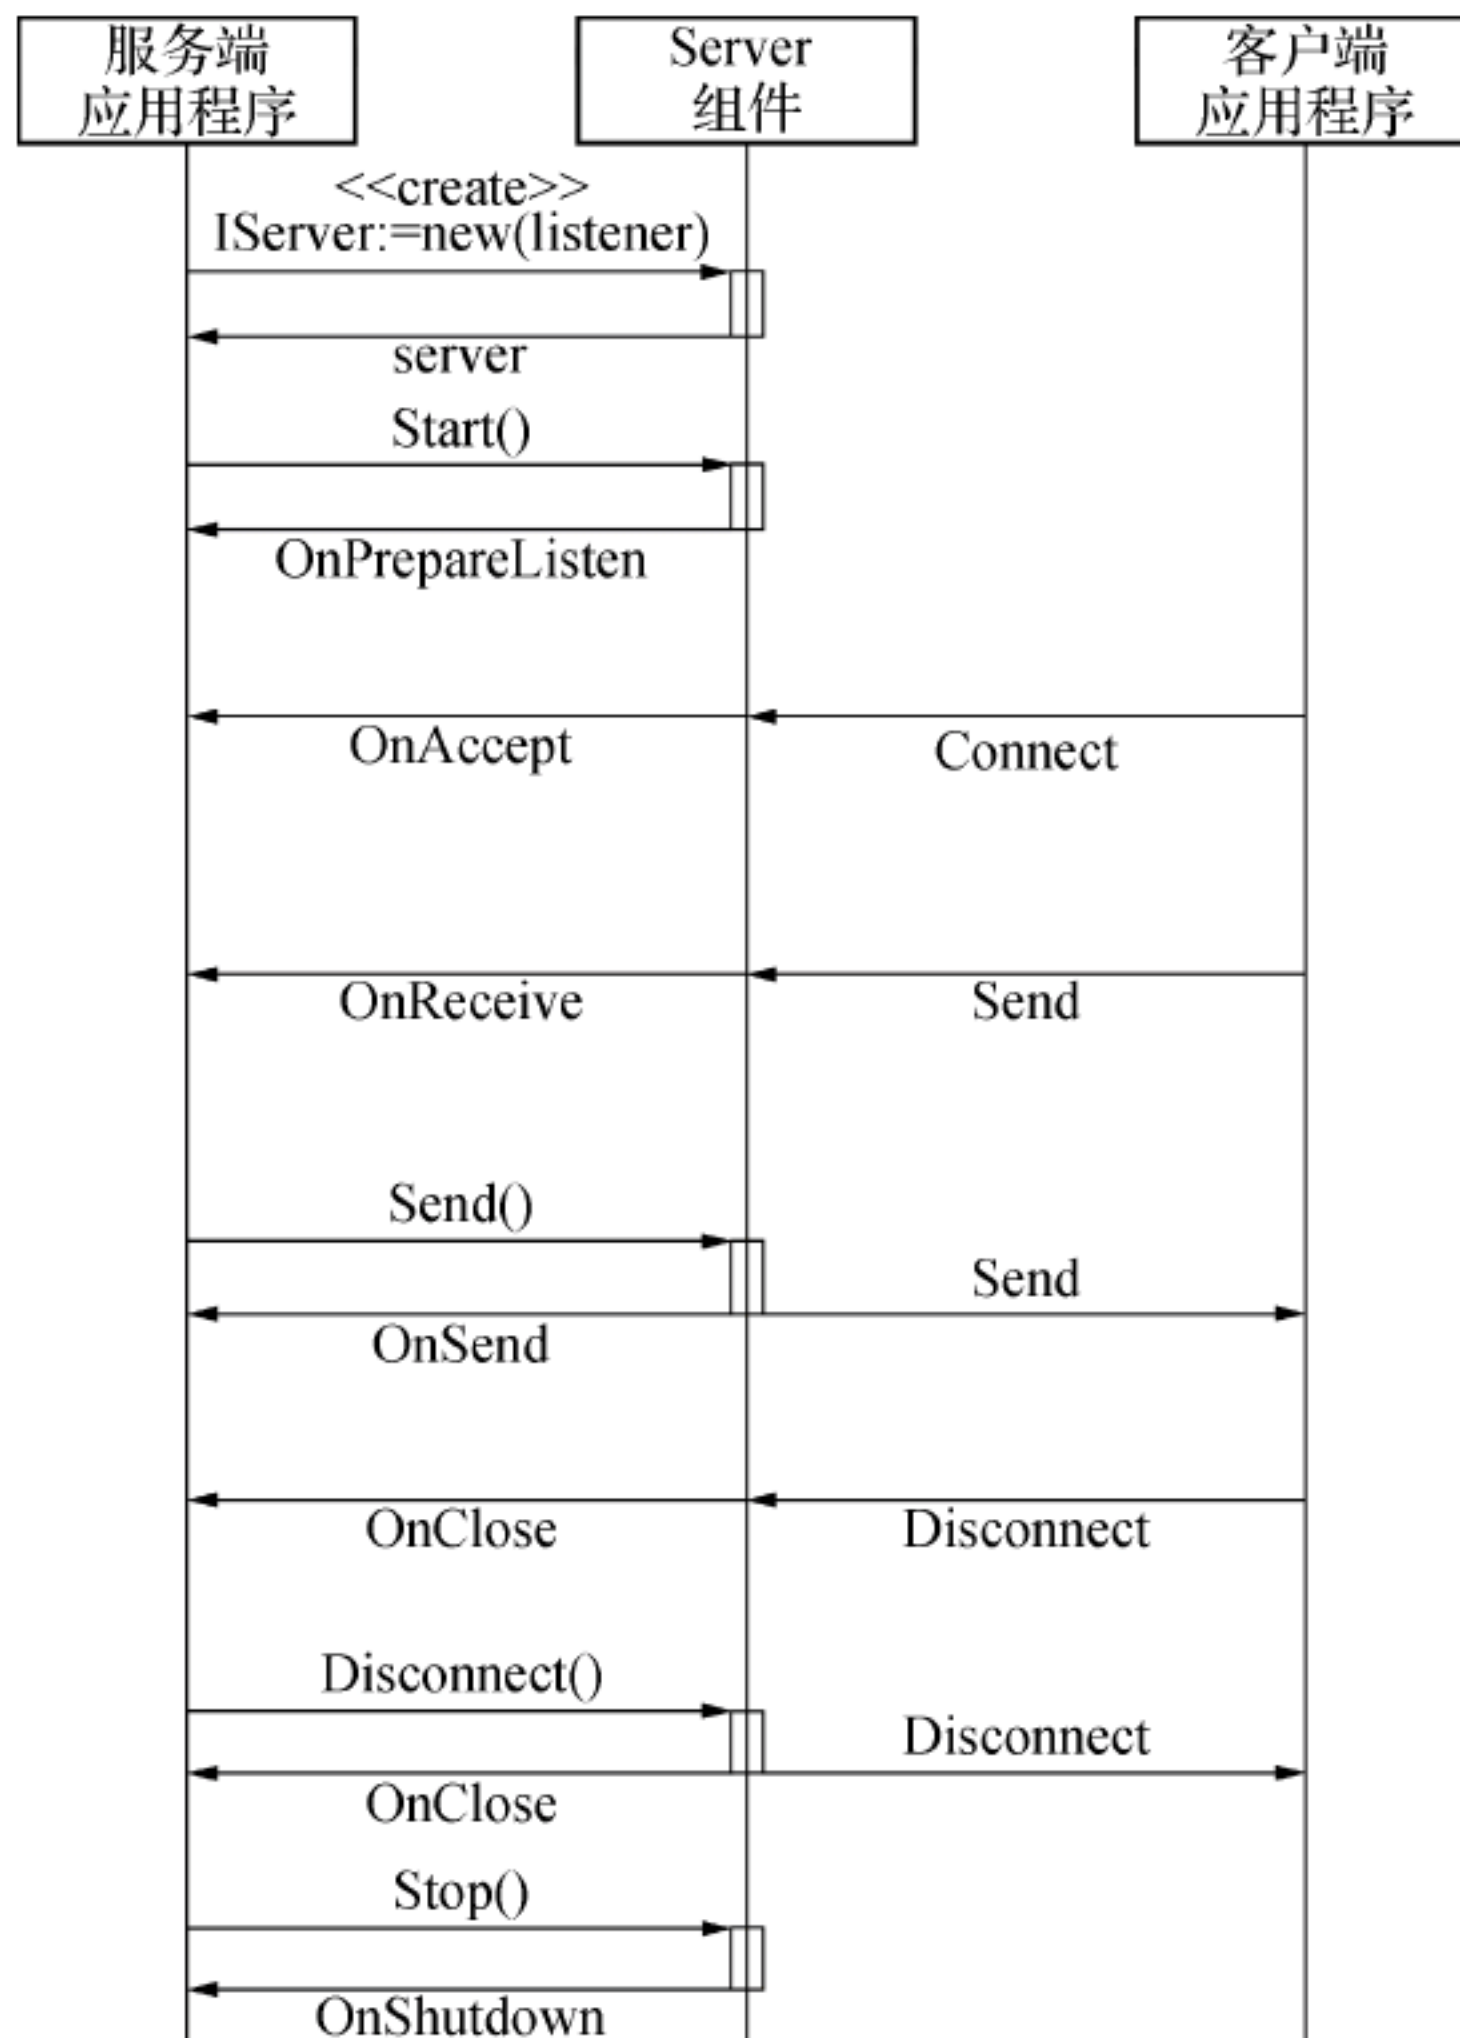 服务端
应用程序
Server
组件
客户端
应用程序
<<create>>
IServer:=new(listener)
server
Start()
OnPrepareListen
OnAccept
Connect
OnReceive
Send
Send()
Send
OnSend
OnClose
Disconnect
Disconnect()
Disconnect
OnClose
Stop()
OnShutdown